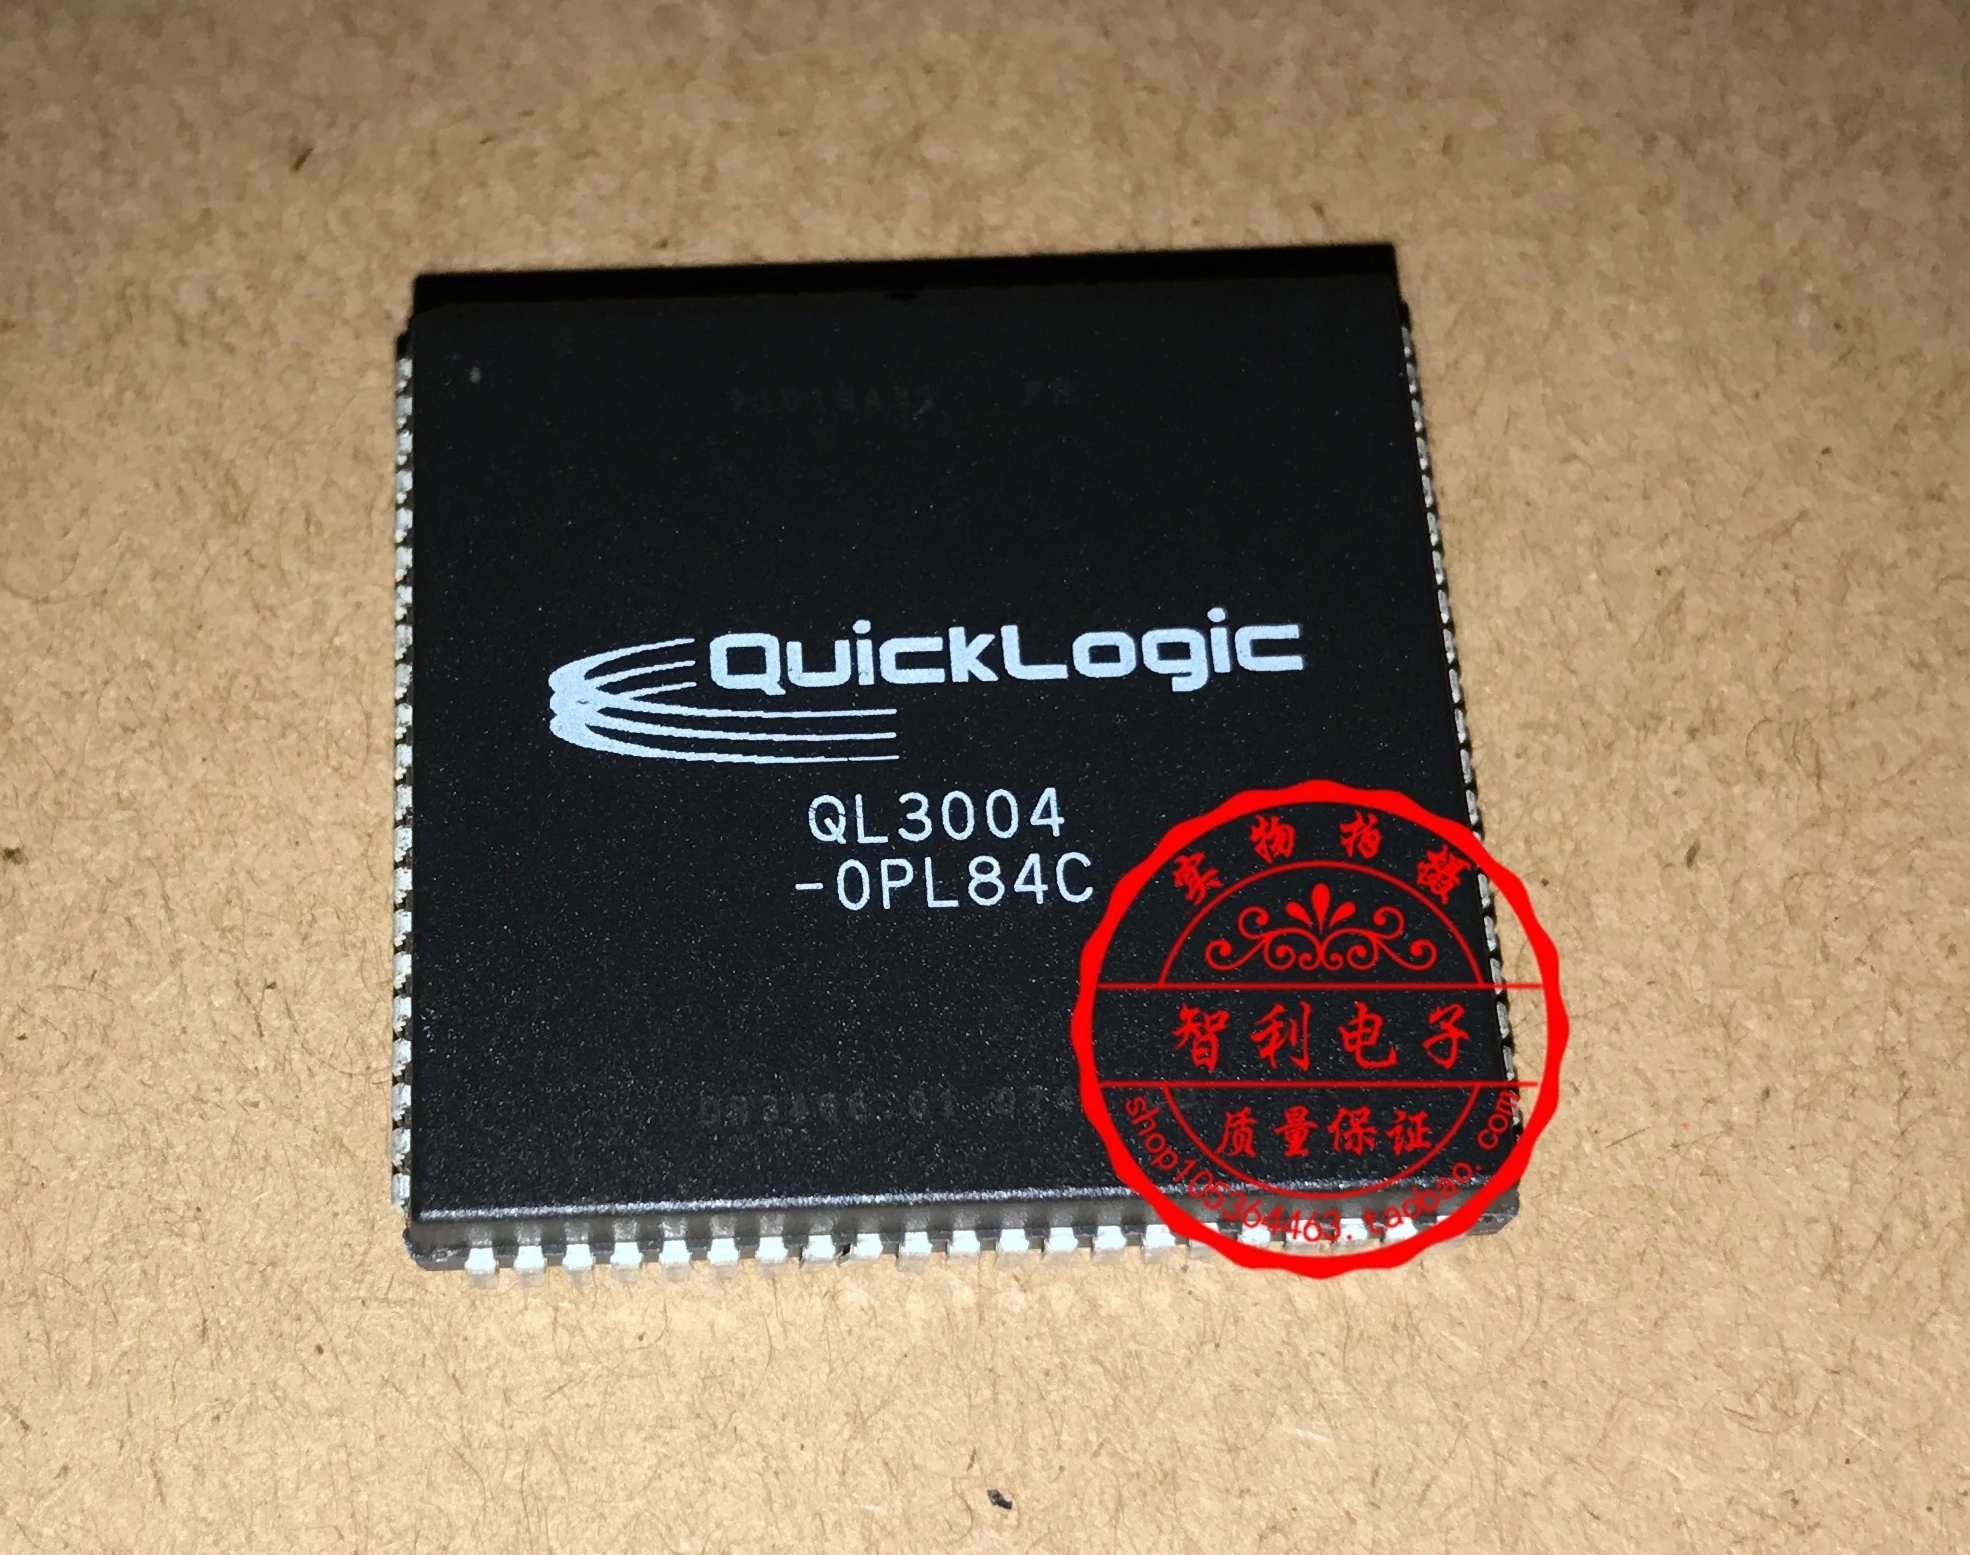 QuickLogic
QL3004
-0PL84C
实物拍摄
智利电子
质量保证
shop105364463.taobao.com